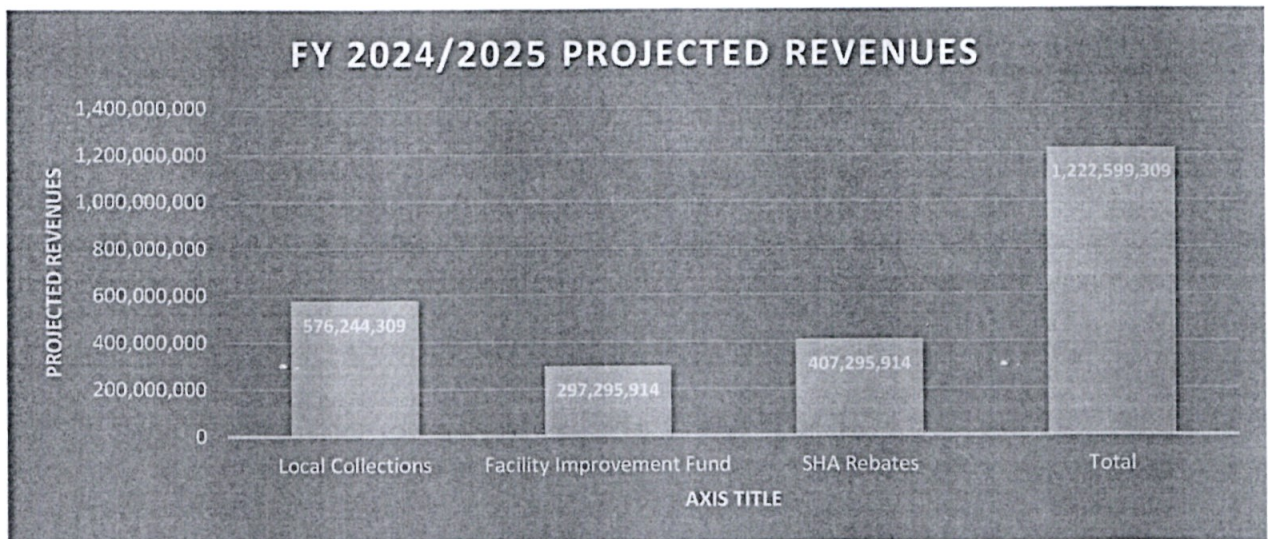 FY 2024/2025 PROJECTED REVENUES
PROJECTED REVENUES
1,400,000,000
1,200,000,000
1,000,000,000
800,000,000
600,000,000
400,000,000
200,000,000
0
576,244,309
297,295,914
407,295,914
1,222,599,309
Local Collections
Facility Improvement Fund
SHA Rebates
Total
AXIS TITLE